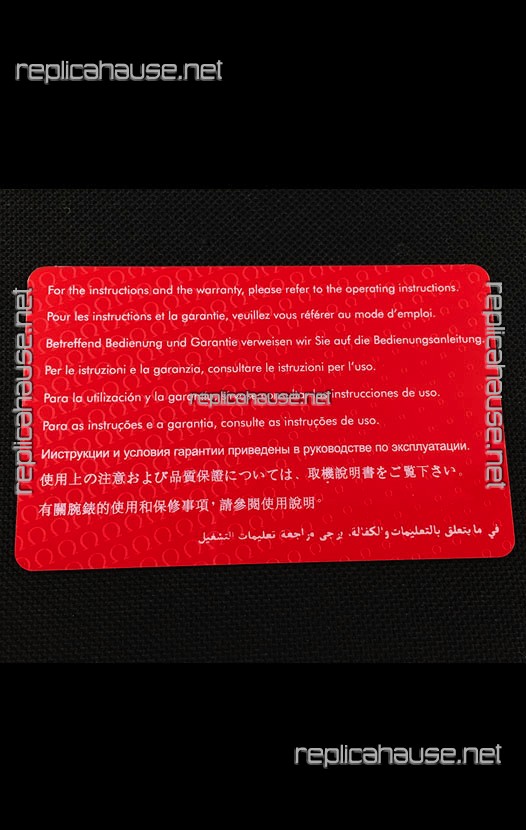 replicahause.net
For the instructions and the warranty, please refer to the operating instructions.
Pour les instructions et la garantie, veuillez vous référer au mode d'emploi.
Betreffend Bedienung und Garantie verweisen wir Sie auf die Bedienungsanleitung.
Per le istruzioni e la garanzia, consultare le istruzioni per l'uso.
Para la utilización y la garantía instrucciones de uso.
replicahause.net
Para as instruções e a garantia, consulte as instruções de uso.
Инструкции и условия гарантии приведены в руководстве по эксплуатации.
使用上の注意および品質保證については、取機說明書をご覽下さい。
有關腕錶的使用和保修事項，請參閱使用說明。
في ما يتعلق بالتعليمات والكفالة، يرجى مراجعة تعليمات التشغيل
replicahause.net
replicahause.net
replicahause.net